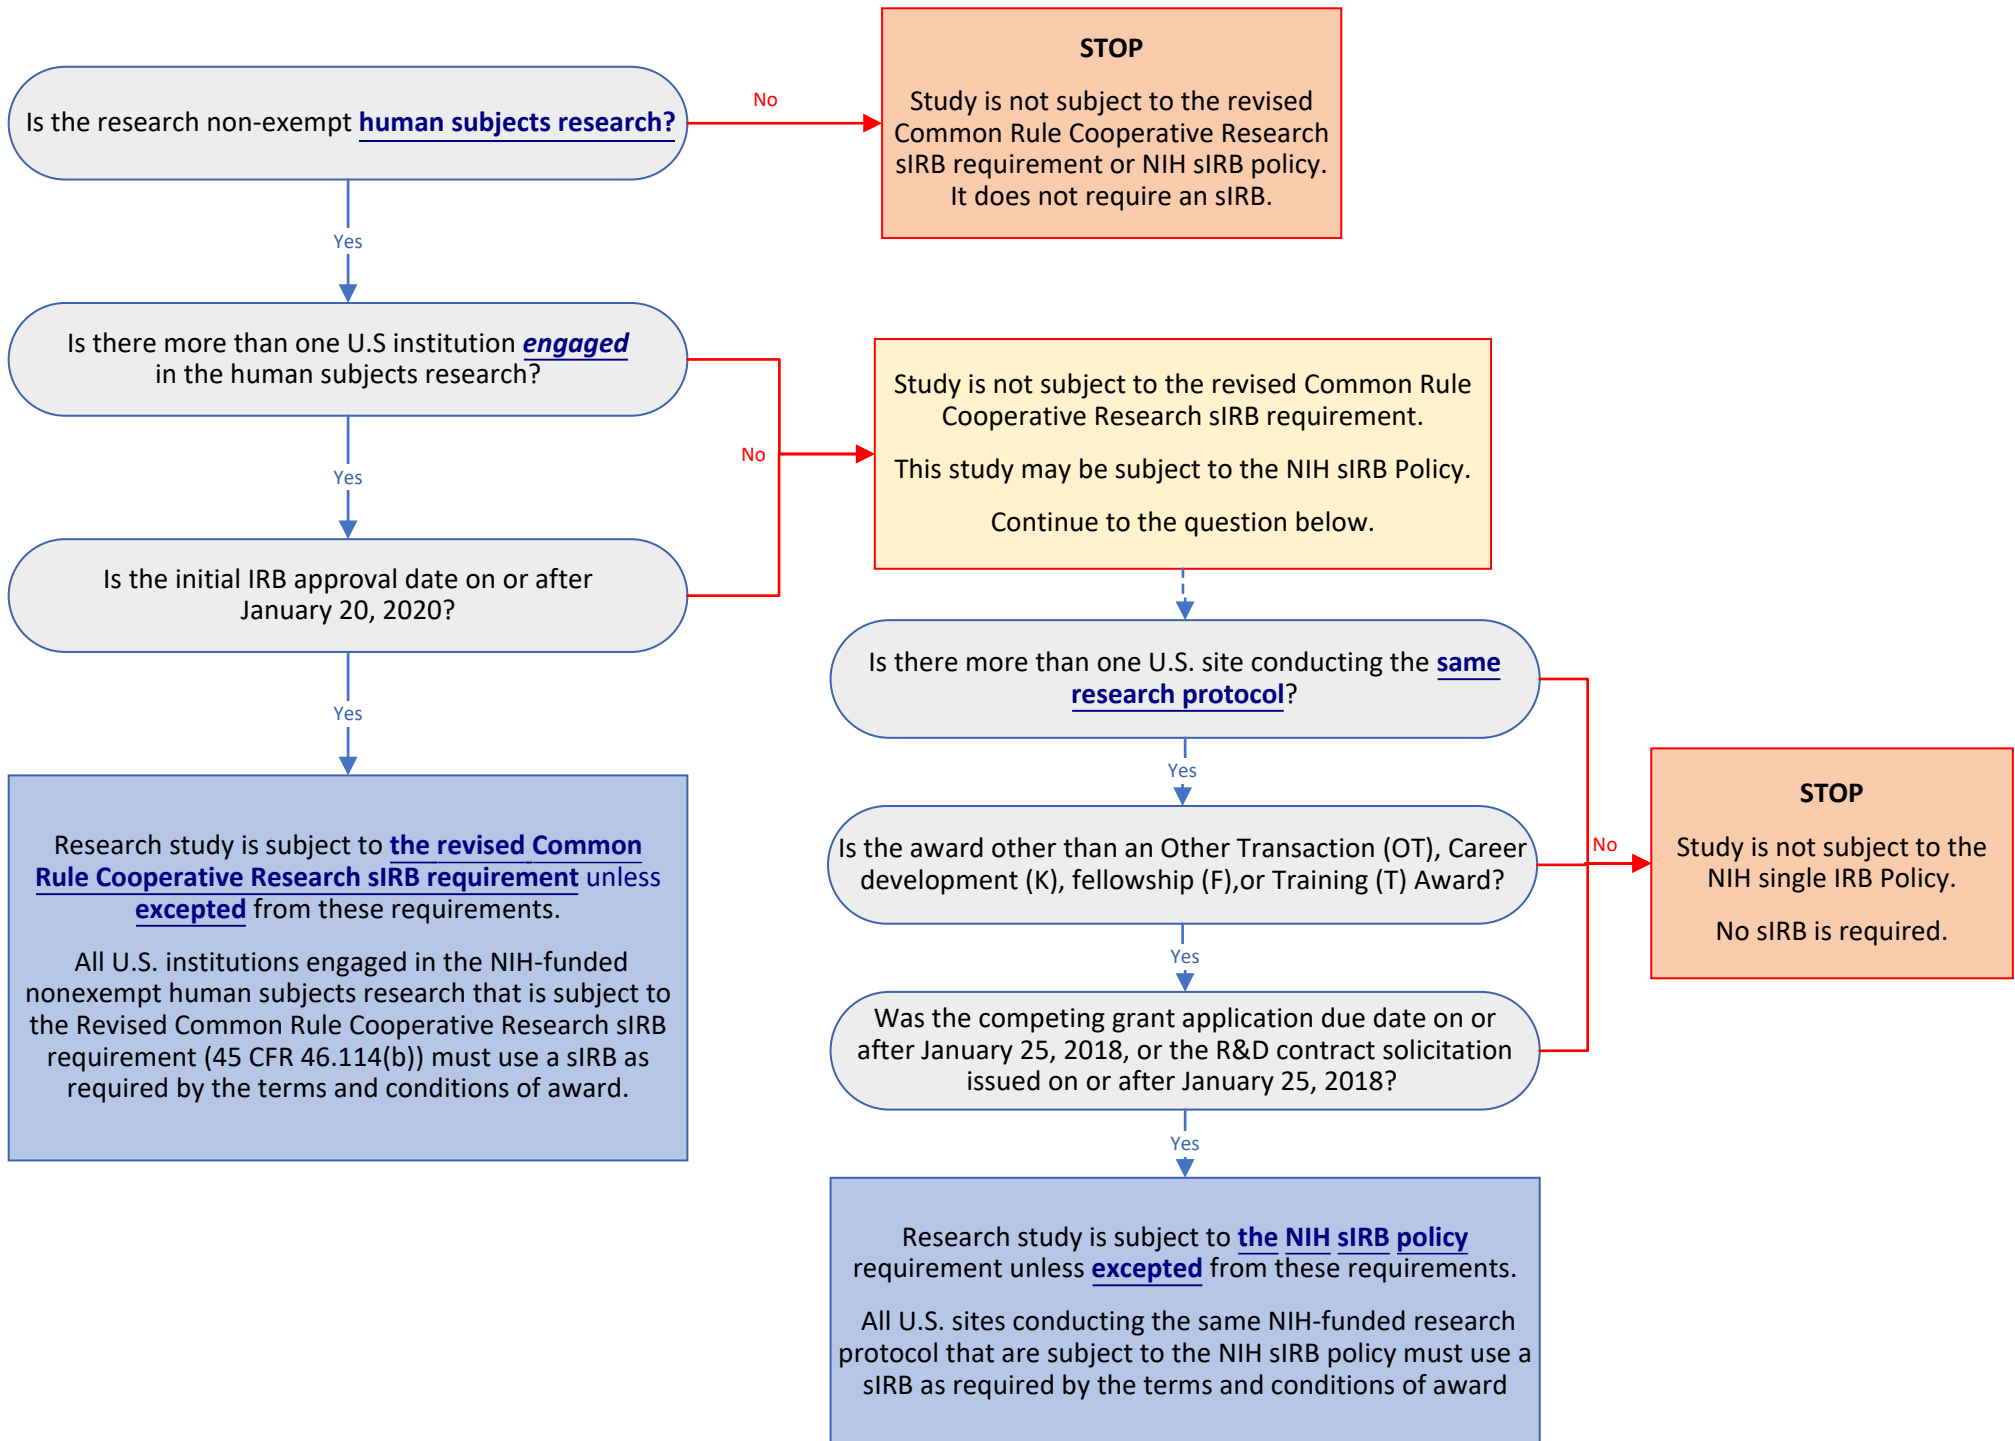 Is the research non-exempt human subjects research?
No
STOP
Study is not subject to the revised
Common Rule Cooperative Research
sIRB requirement or NIH sIRB policy.
It does not require an sIRB.
Yes
Is there more than one U.S institution engaged
in the human subjects research?
Yes
No
Study is not subject to the revised Common Rule
Cooperative Research sIRB requirement.
This study may be subject to the NIH sIRB Policy.
Continue to the question below.
Is the initial IRB approval date on or after
January 20, 2020?
Yes
Research study is subject to the revised Common
Rule Cooperative Research sIRB requirement unless
excepted from these requirements.
All U.S. institutions engaged in the NIH-funded
nonexempt human subjects research that is subject to
the Revised Common Rule Cooperative Research sIRB
requirement (45 CFR 46.114(b)) must use a sIRB as
required by the terms and conditions of award.
Is there more than one U.S. site conducting the same
research protocol?
Yes
Is the award other than an Other Transaction (OT), Career
development (K), fellowship (F),or Training (T) Award?
No
STOP
Study is not subject to the
NIH single IRB Policy.
No sIRB is required.
Yes
Was the competing grant application due date on or
after January 25, 2018, or the R&D contract solicitation
issued on or after January 25, 2018?
Yes
Research study is subject to the NIH sIRB policy
requirement unless excepted from these requirements.
All U.S. sites conducting the same NIH-funded research
protocol that are subject to the NIH sIRB policy must use a
sIRB as required by the terms and conditions of award